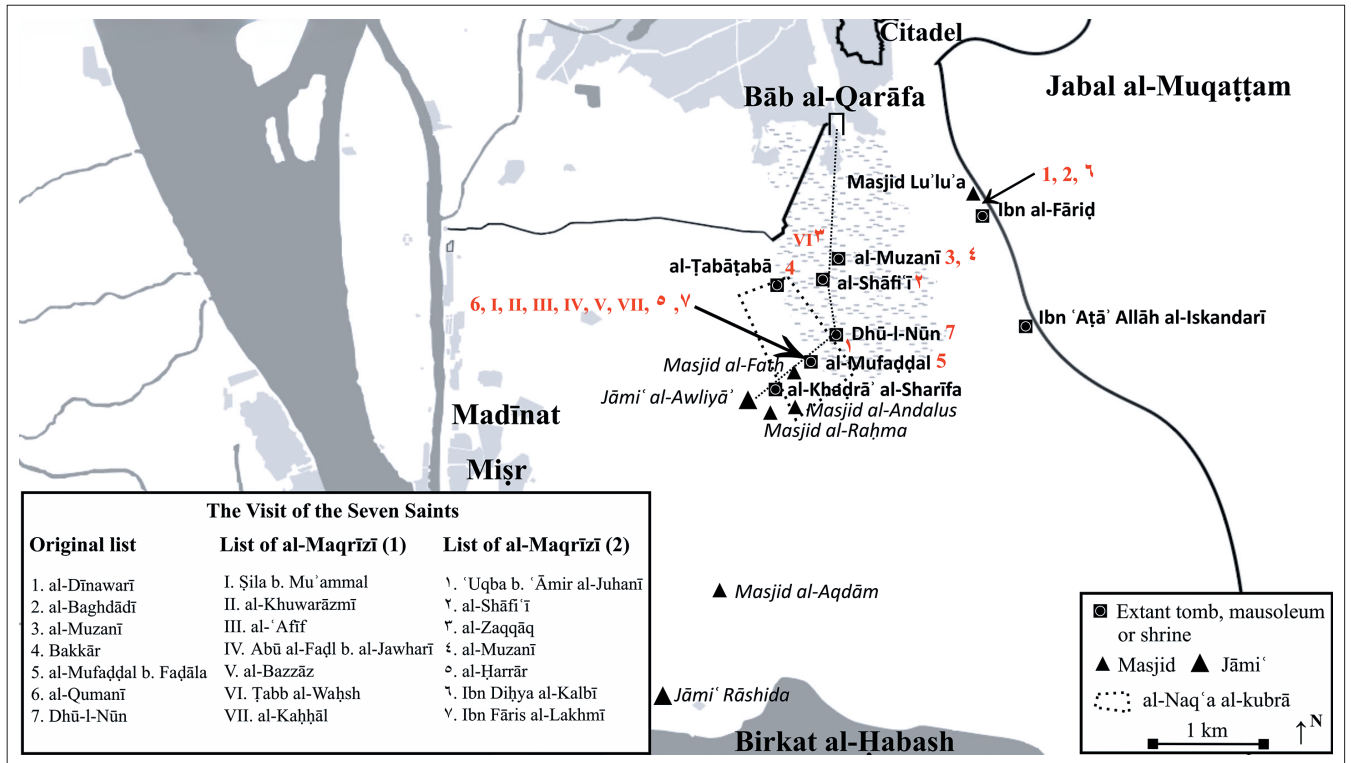 Citadel
Bāb al-Qarāfa
Jabal al-Muqaṭṭam
Masjid Luʾluʾa
1, 2, ٦
Ibn al-Fāriḍ
VI ٣
al-Muzanī 3, ٤
al-Ṭabāṭabā 4
al-Shāfiʿī ٢
6, I, II, III, IV, V, VII, ٥ ,٧
Ibn ʿAṭāʾ Allāh al-Iskandarī
Dhū-l-Nūn 7
١
Masjid al-Fatḥ
al-Mufaḍḍal 5
al-Khaḍrāʾ al-Sharīfa
Jāmiʿ al-Awliyāʾ
Masjid al-Andalus
Masjid al-Raḥma
Madīnat
Miṣr
Masjid al-Aqdām
Jāmiʿ Rāshida
Birkat al-Ḥabash
The Visit of the Seven Saints
Original list
1. al-Dīnawarī
2. al-Baghdādī
3. al-Muzanī
4. Bakkār
5. al-Mufaḍḍal b. Faḍāla
6. al-Qumanī
7. Dhū-l-Nūn
List of al-Maqrīzī (1)
I. Ṣila b. Muʾammal
II. al-Khuwarāzmī
III. al-ʿAfīf
IV. Abū al-Faḍl b. al-Jawharī
V. al-Bazzāz
VI. Ṭabb al-Waḥsh
VII. al-Kaḥḥāl
List of al-Maqrīzī (2)
١. ʿUqba b. ʿĀmir al-Juhanī
٢. al-Shāfiʿī
٣. al-Zaqqāq
٤. al-Muzanī
٥. al-Ḥarrār
٦. Ibn Diḥya al-Kalbī
٧. Ibn Fāris al-Lakhmī
Extant tomb, mausoleum
or shrine
Masjid
Jāmiʿ
al-Naqʿa al-kubrā
1 km
N